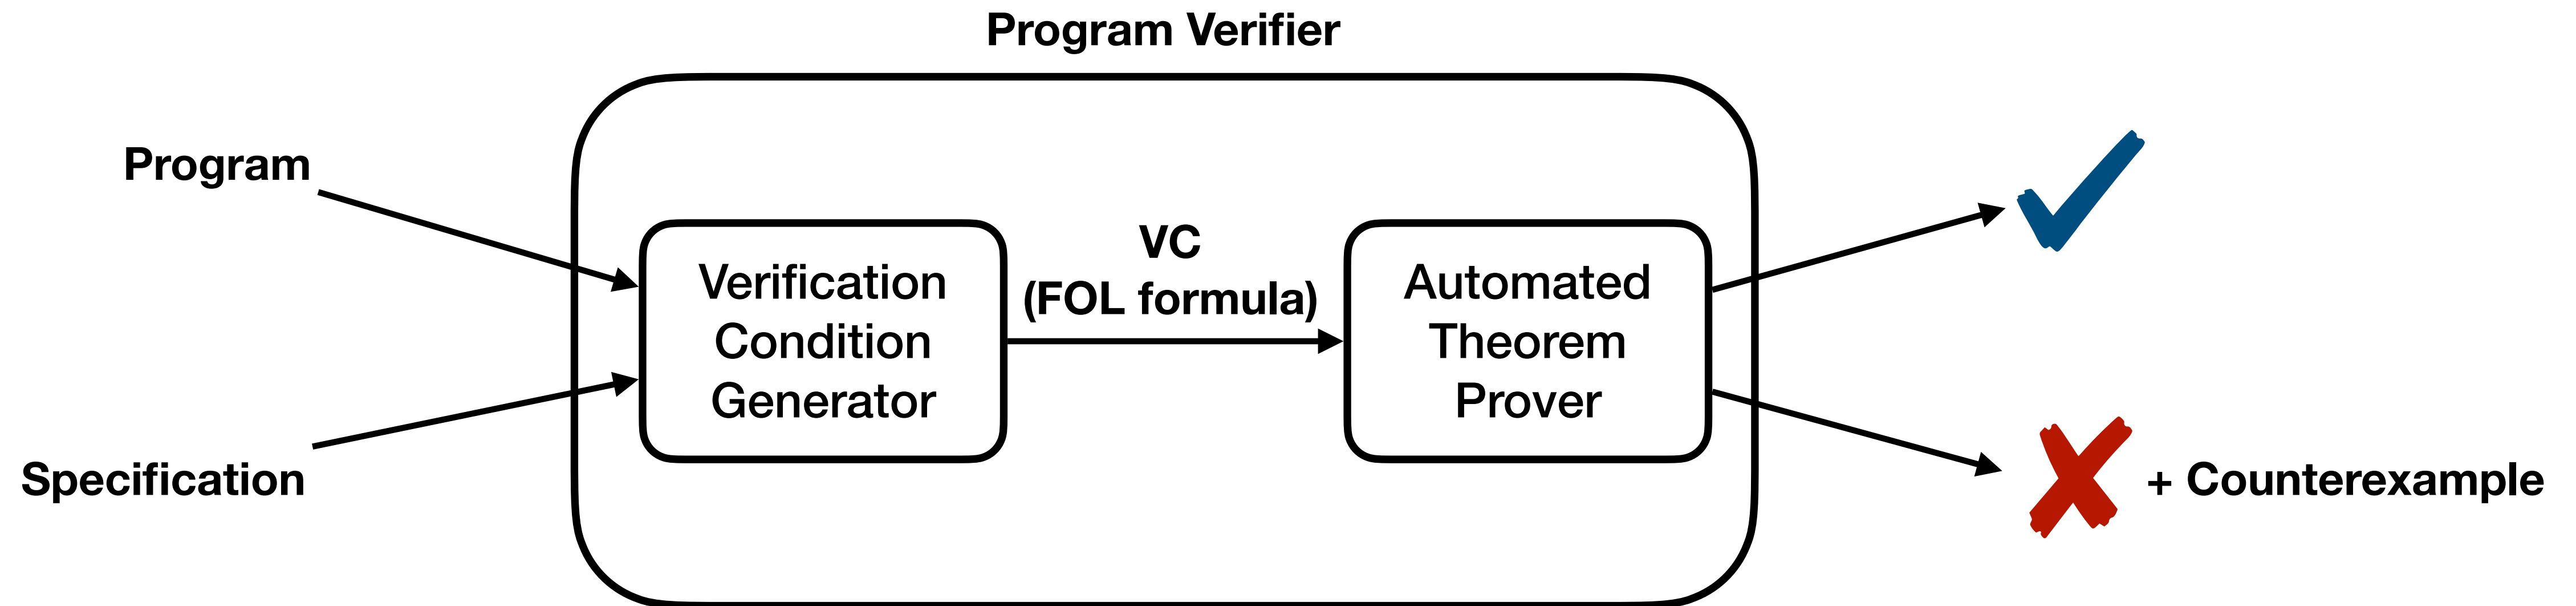 Program Verifier
Program
Specification
Verification
Condition
Generator
VC
(FOL formula)
Automated
Theorem
Prover
+ Counterexample